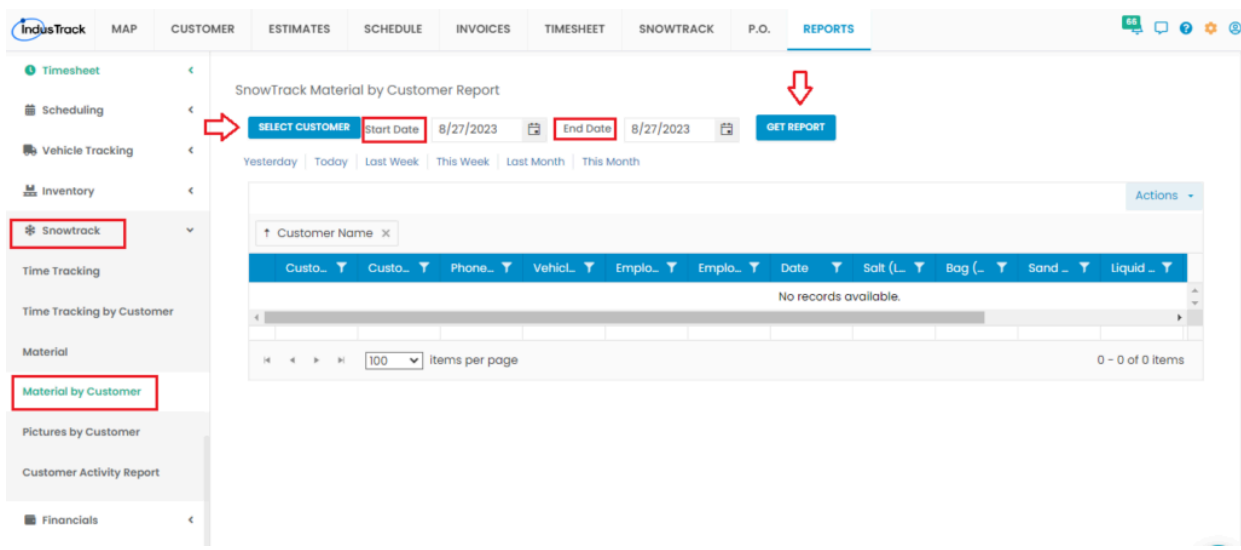 IndusTrack MAP CUSTOMER ESTIMATES SCHEDULE INVOICES TIMESHEET SNOWTRACK P.O. REPORTS 66
Timesheet
Scheduling
Vehicle Tracking
Inventory
Snowtrack
Time Tracking
Time Tracking by Customer
Material
Material by Customer
Pictures by Customer
Customer Activity Report
Financials
SnowTrack Material by Customer Report
SELECT CUSTOMER Start Date 8/27/2023 End Date 8/27/2023 GET REPORT
Yesterday Today Last Week This Week Last Month This Month
Actions
↑ Customer Name ×
Custo… Custo… Phone… Vehicl… Emplo… Emplo… Date Salt (L… Bag (… Sand … Liquid …
No records available.
100 items per page 0 - 0 of 0 items